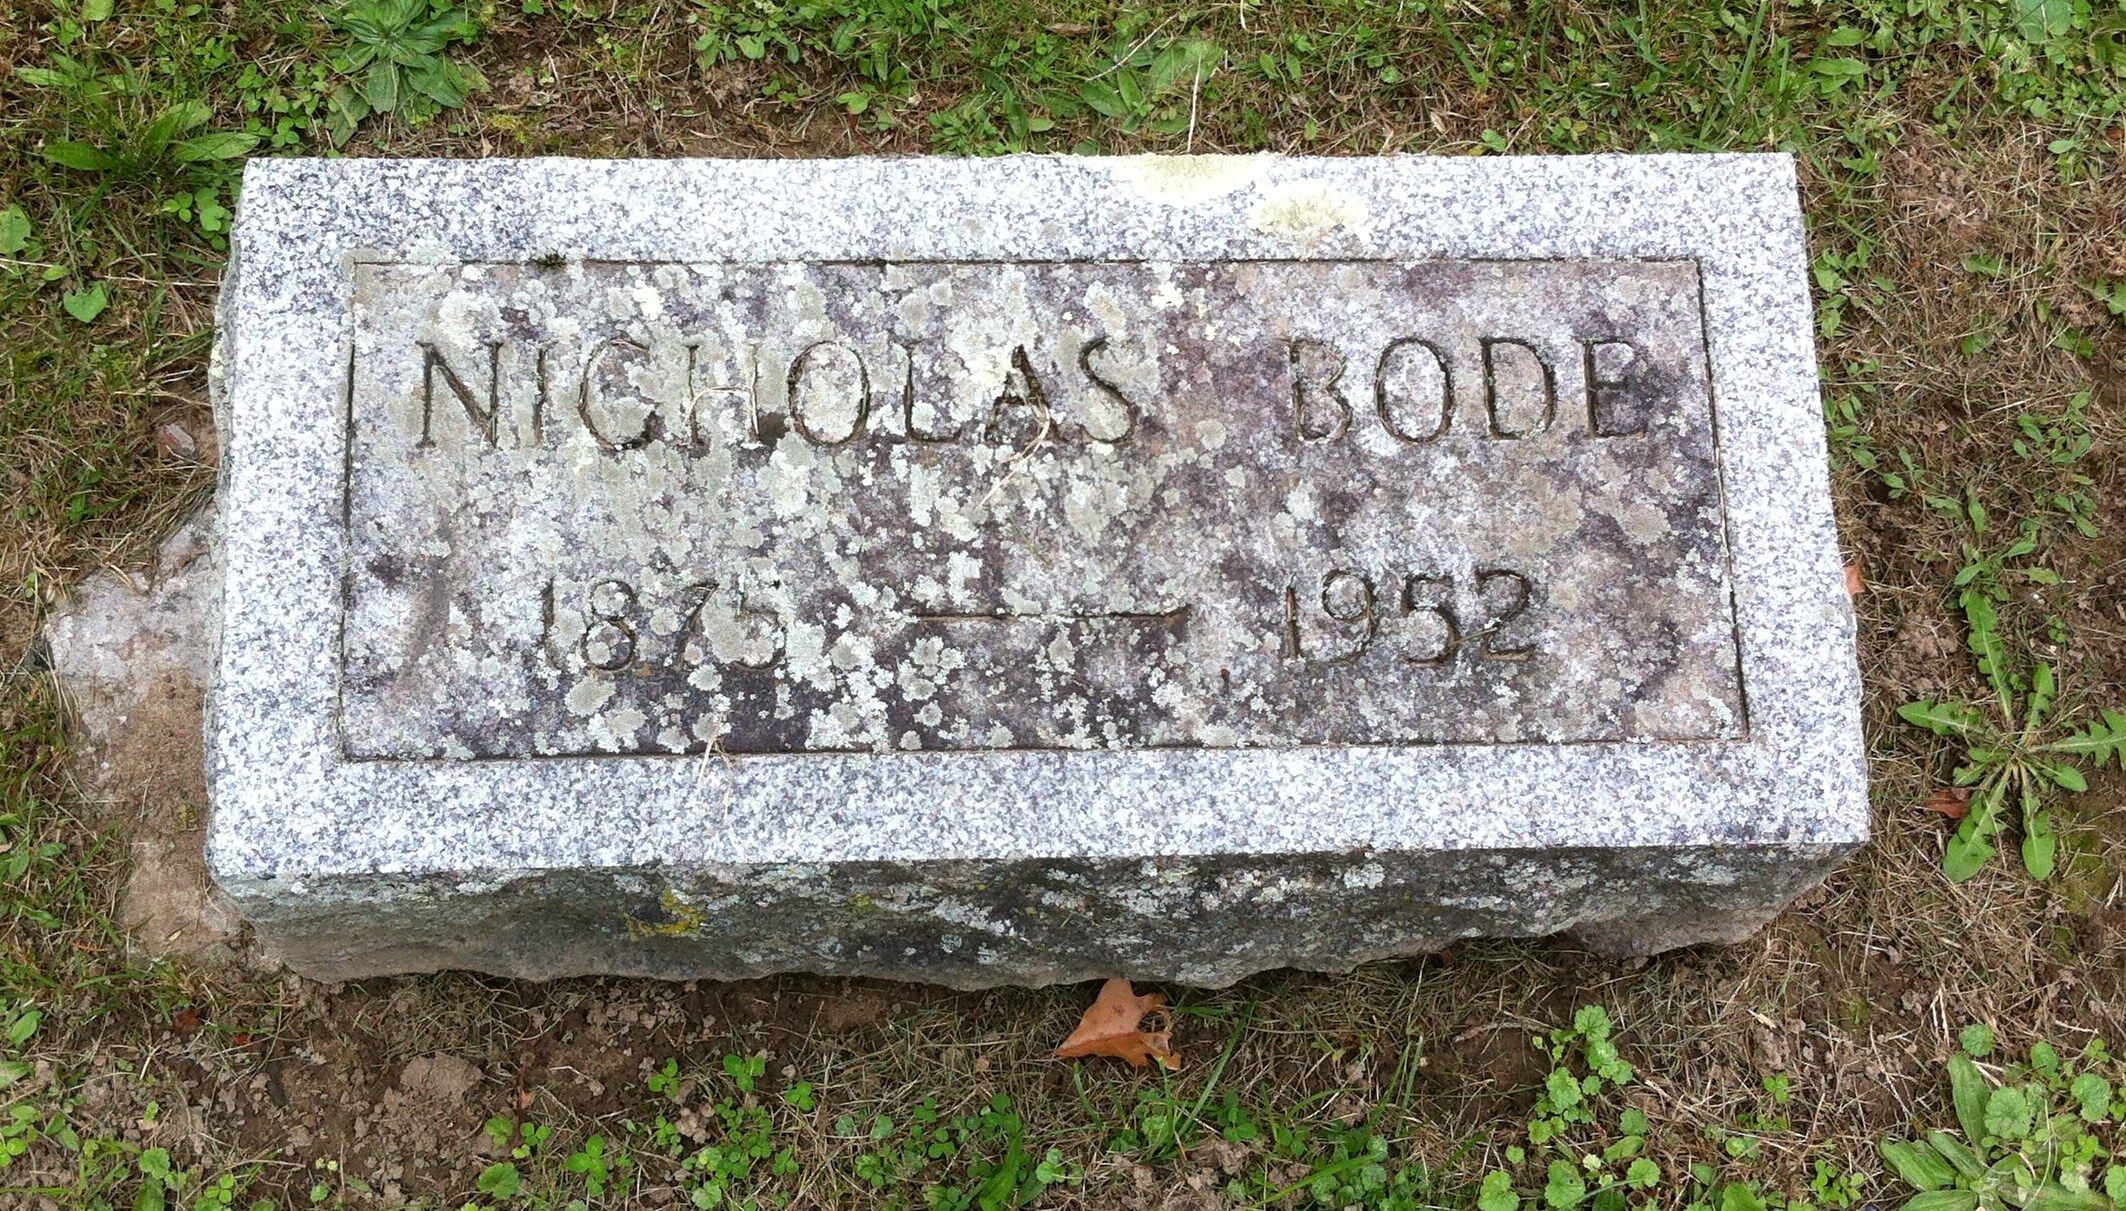 NICHOLAS BODE
1875 — 1952